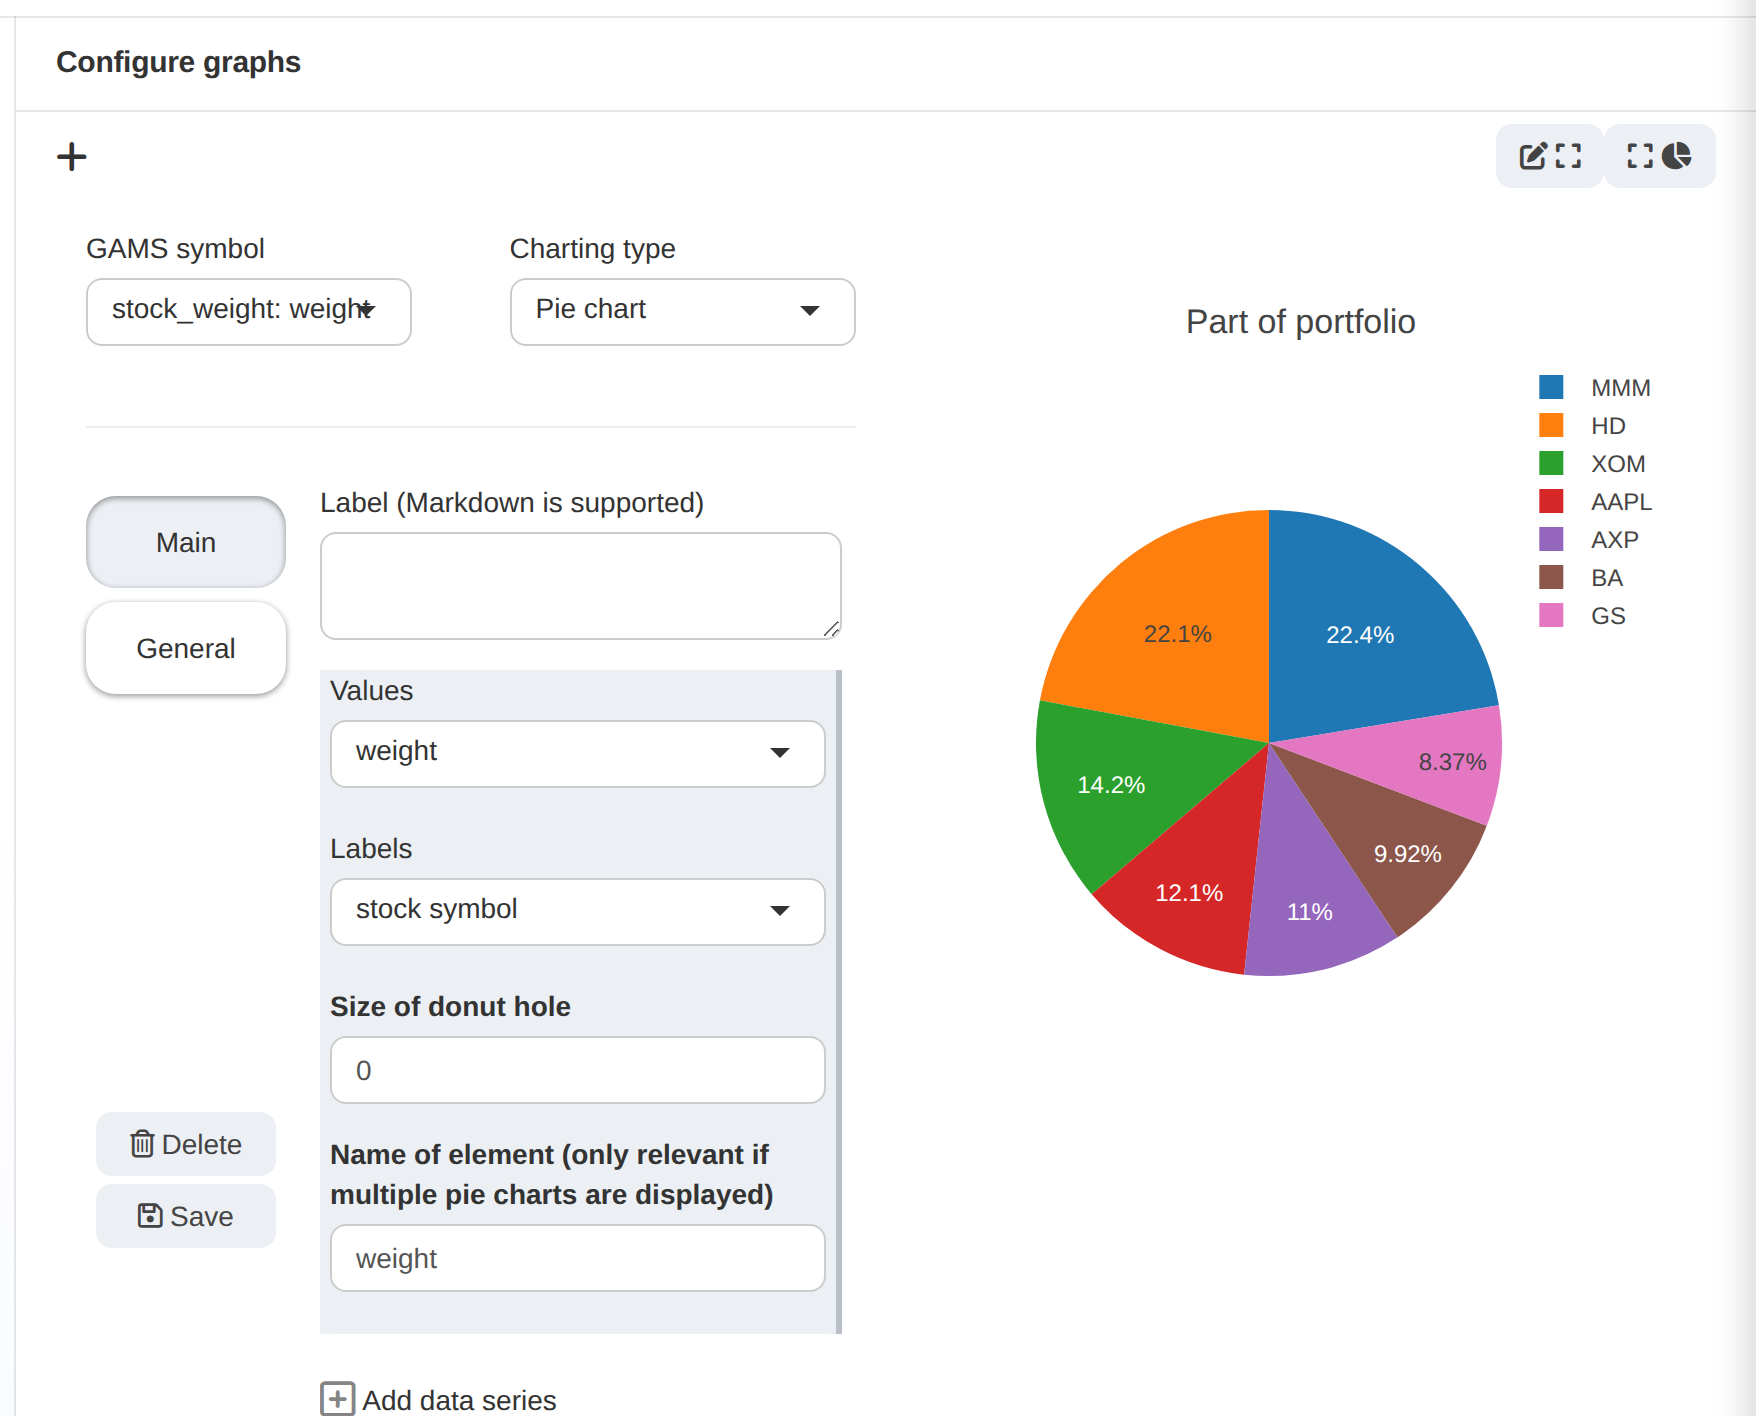 Configure graphs
GAMS symbol
Charting type
stock_weight: weight
Pie chart
Part of portfolio
MMM
HD
XOM
AAPL
AXP
BA
GS
22.1%
22.4%
8.37%
14.2%
9.92%
12.1%
11%
Main
General
Label (Markdown is supported)
Values
weight
Labels
stock symbol
Size of donut hole
0
Name of element (only relevant if
multiple pie charts are displayed)
weight
Delete
Save
Add data series